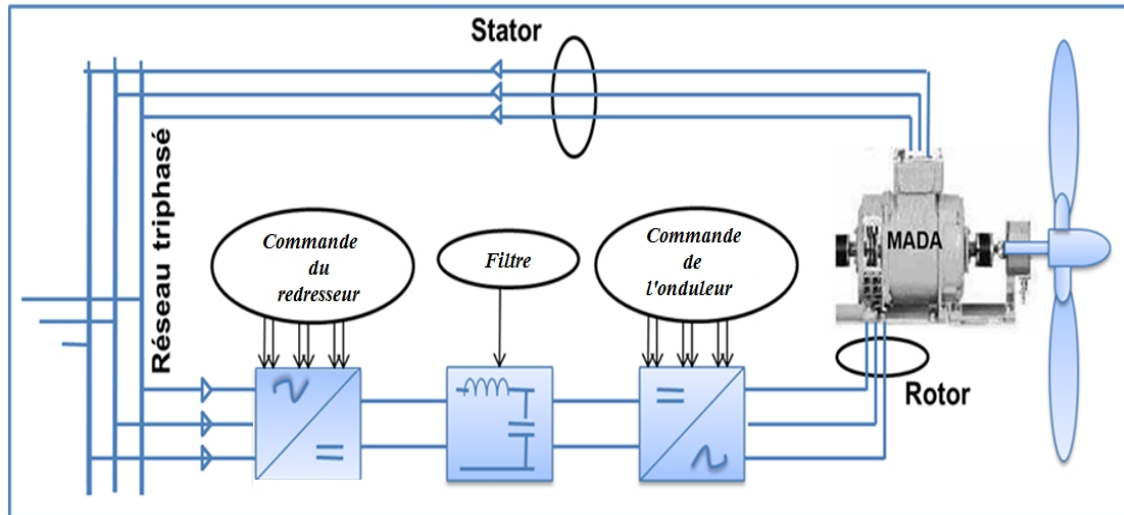 Stator
Réseau triphasé
Commande
du
redresseur
Filtre
Commande
de
l'onduleur
MADA
Rotor